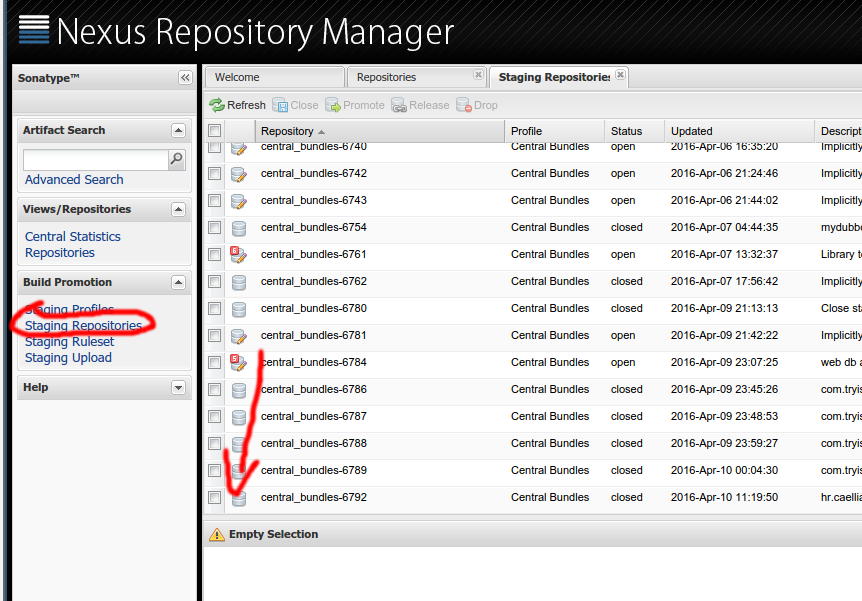 Nexus Repository Manager
Sonatype™
Welcome
Repositories
Staging Repositories
Refresh Close Promote Release Drop
Artifact Search
Advanced Search
Views/Repositories
Central Statistics
Repositories
Build Promotion
Staging Profiles
Staging Repositories
Staging Ruleset
Staging Upload
Help
Repository Profile Status Updated Descript
central_bundles-6740 Central Bundles open 2016-Apr-06 16:35:20 Implicitly
central_bundles-6742 Central Bundles open 2016-Apr-06 21:24:46 Implicitly
central_bundles-6743 Central Bundles open 2016-Apr-06 21:44:02 Implicitly
central_bundles-6754 Central Bundles closed 2016-Apr-07 04:44:35 mydubbo
central_bundles-6761 Central Bundles open 2016-Apr-07 13:32:37 Library to
central_bundles-6762 Central Bundles closed 2016-Apr-07 17:56:42 Implicitly
central_bundles-6780 Central Bundles closed 2016-Apr-09 21:13:13 Close sta
central_bundles-6781 Central Bundles open 2016-Apr-09 21:42:22 Implicitly
central_bundles-6784 Central Bundles open 2016-Apr-09 23:07:25 web db a
central_bundles-6786 Central Bundles closed 2016-Apr-09 23:45:26 com.tryis
central_bundles-6787 Central Bundles closed 2016-Apr-09 23:48:53 com.tryis
central_bundles-6788 Central Bundles closed 2016-Apr-09 23:59:27 com.tryis
central_bundles-6789 Central Bundles closed 2016-Apr-10 00:04:30 com.tryis
central_bundles-6792 Central Bundles closed 2016-Apr-10 11:19:50 hr.caellia
Empty Selection